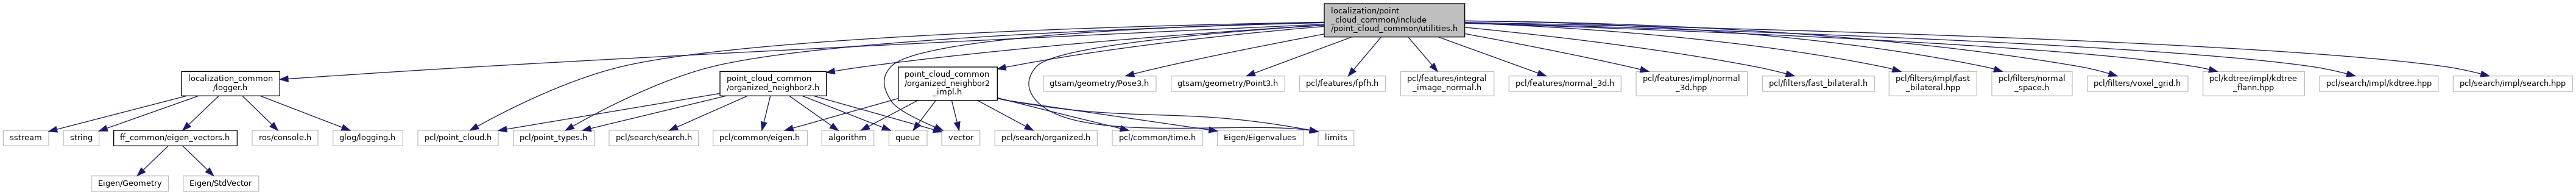 localization/point
_cloud_common/include
/point_cloud_common/utilities.h
localization_common
/logger.h
point_cloud_common
/organized_neighbor2.h
point_cloud_common
/organized_neighbor2
_impl.h
gtsam/geometry/Pose3.h
gtsam/geometry/Point3.h
pcl/features/fpfh.h
pcl/features/integral
_image_normal.h
pcl/features/normal_3d.h
pcl/features/impl/normal
_3d.hpp
pcl/filters/fast_bilateral.h
pcl/filters/impl/fast
_bilateral.hpp
pcl/filters/normal
_space.h
pcl/filters/voxel_grid.h
pcl/kdtree/impl/kdtree
_flann.hpp
pcl/search/impl/kdtree.hpp
pcl/search/impl/search.hpp
sstream
string
ff_common/eigen_vectors.h
ros/console.h
glog/logging.h
pcl/point_cloud.h
pcl/point_types.h
pcl/search/search.h
pcl/common/eigen.h
algorithm
queue
vector
pcl/search/organized.h
pcl/common/time.h
Eigen/Eigenvalues
limits
Eigen/Geometry
Eigen/StdVector